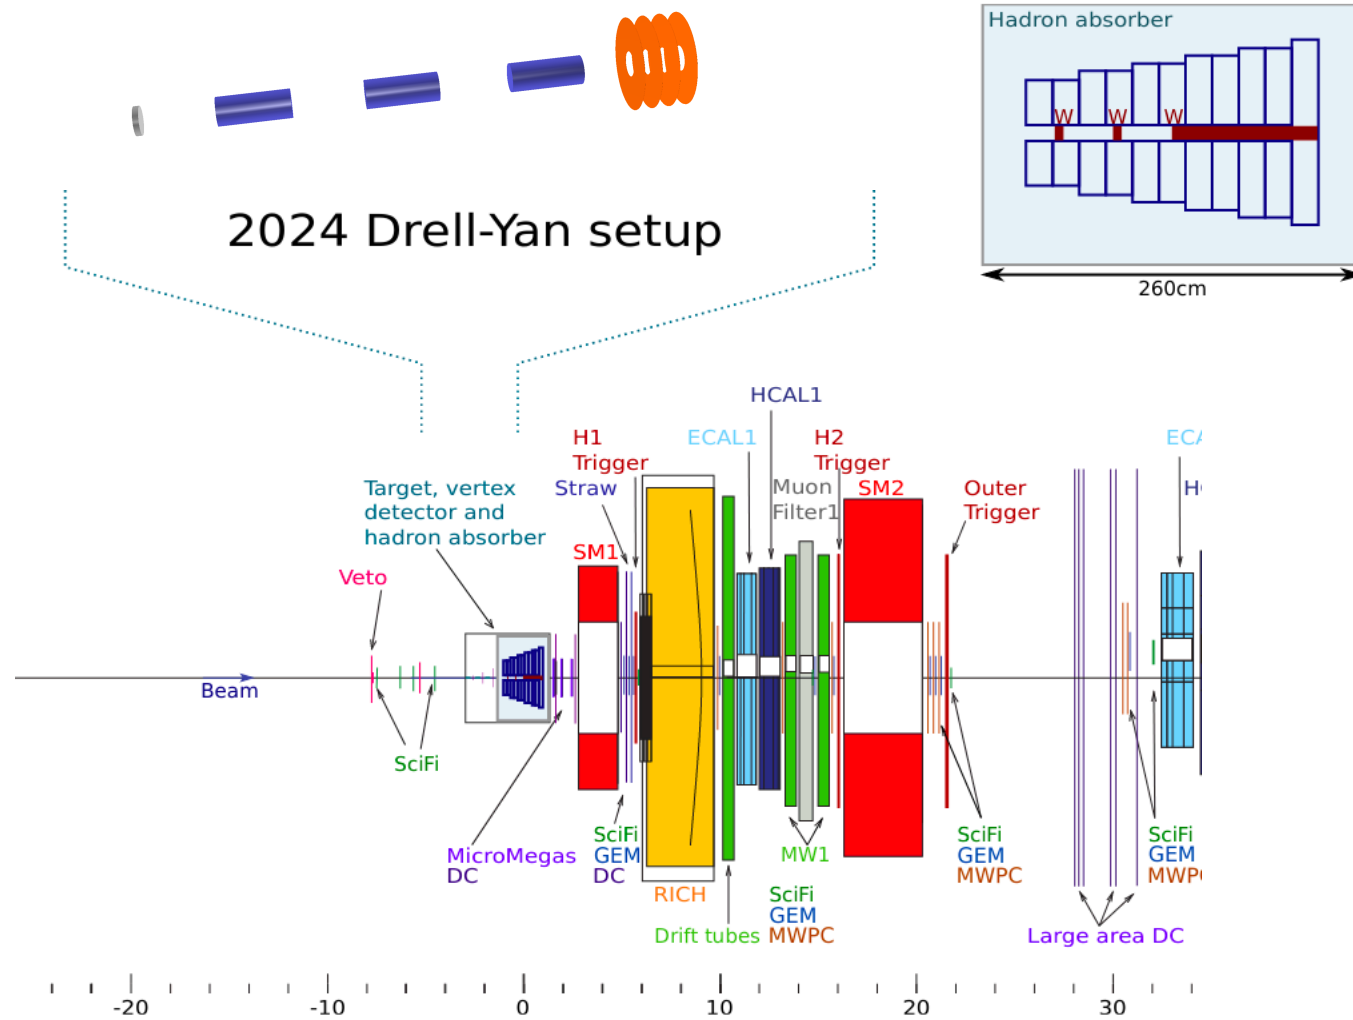 Hadron absorber
W W W
260cm
2024 Drell-Yan setup
HCAL1
H1
Trigger
ECAL1
H2
Trigger
ECA
Straw
Muon
Filter1
SM2
Outer
Trigger
Target, vertex
detector and
hadron absorber
SM1
Veto
Beam
SciFi
MicroMegas
DC
SciFi
GEM
DC
RICH
Drift tubes
MW1
SciFi
GEM
MWPC
SciFi
GEM
MWPC
SciFi
GEM
Large area DC
-20 -10 0 10 20 30